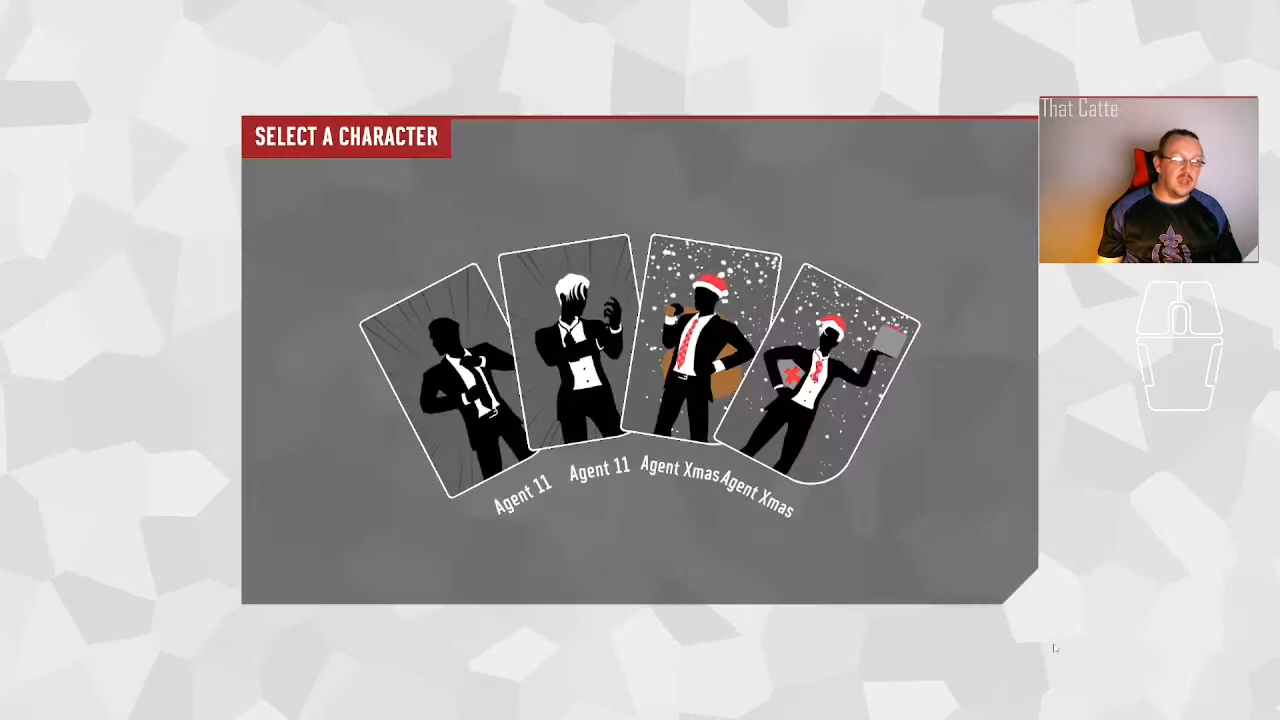 That Catte
SELECT A CHARACTER
Agent 11
Agent 11
Agent Xmas
Agent Xmas